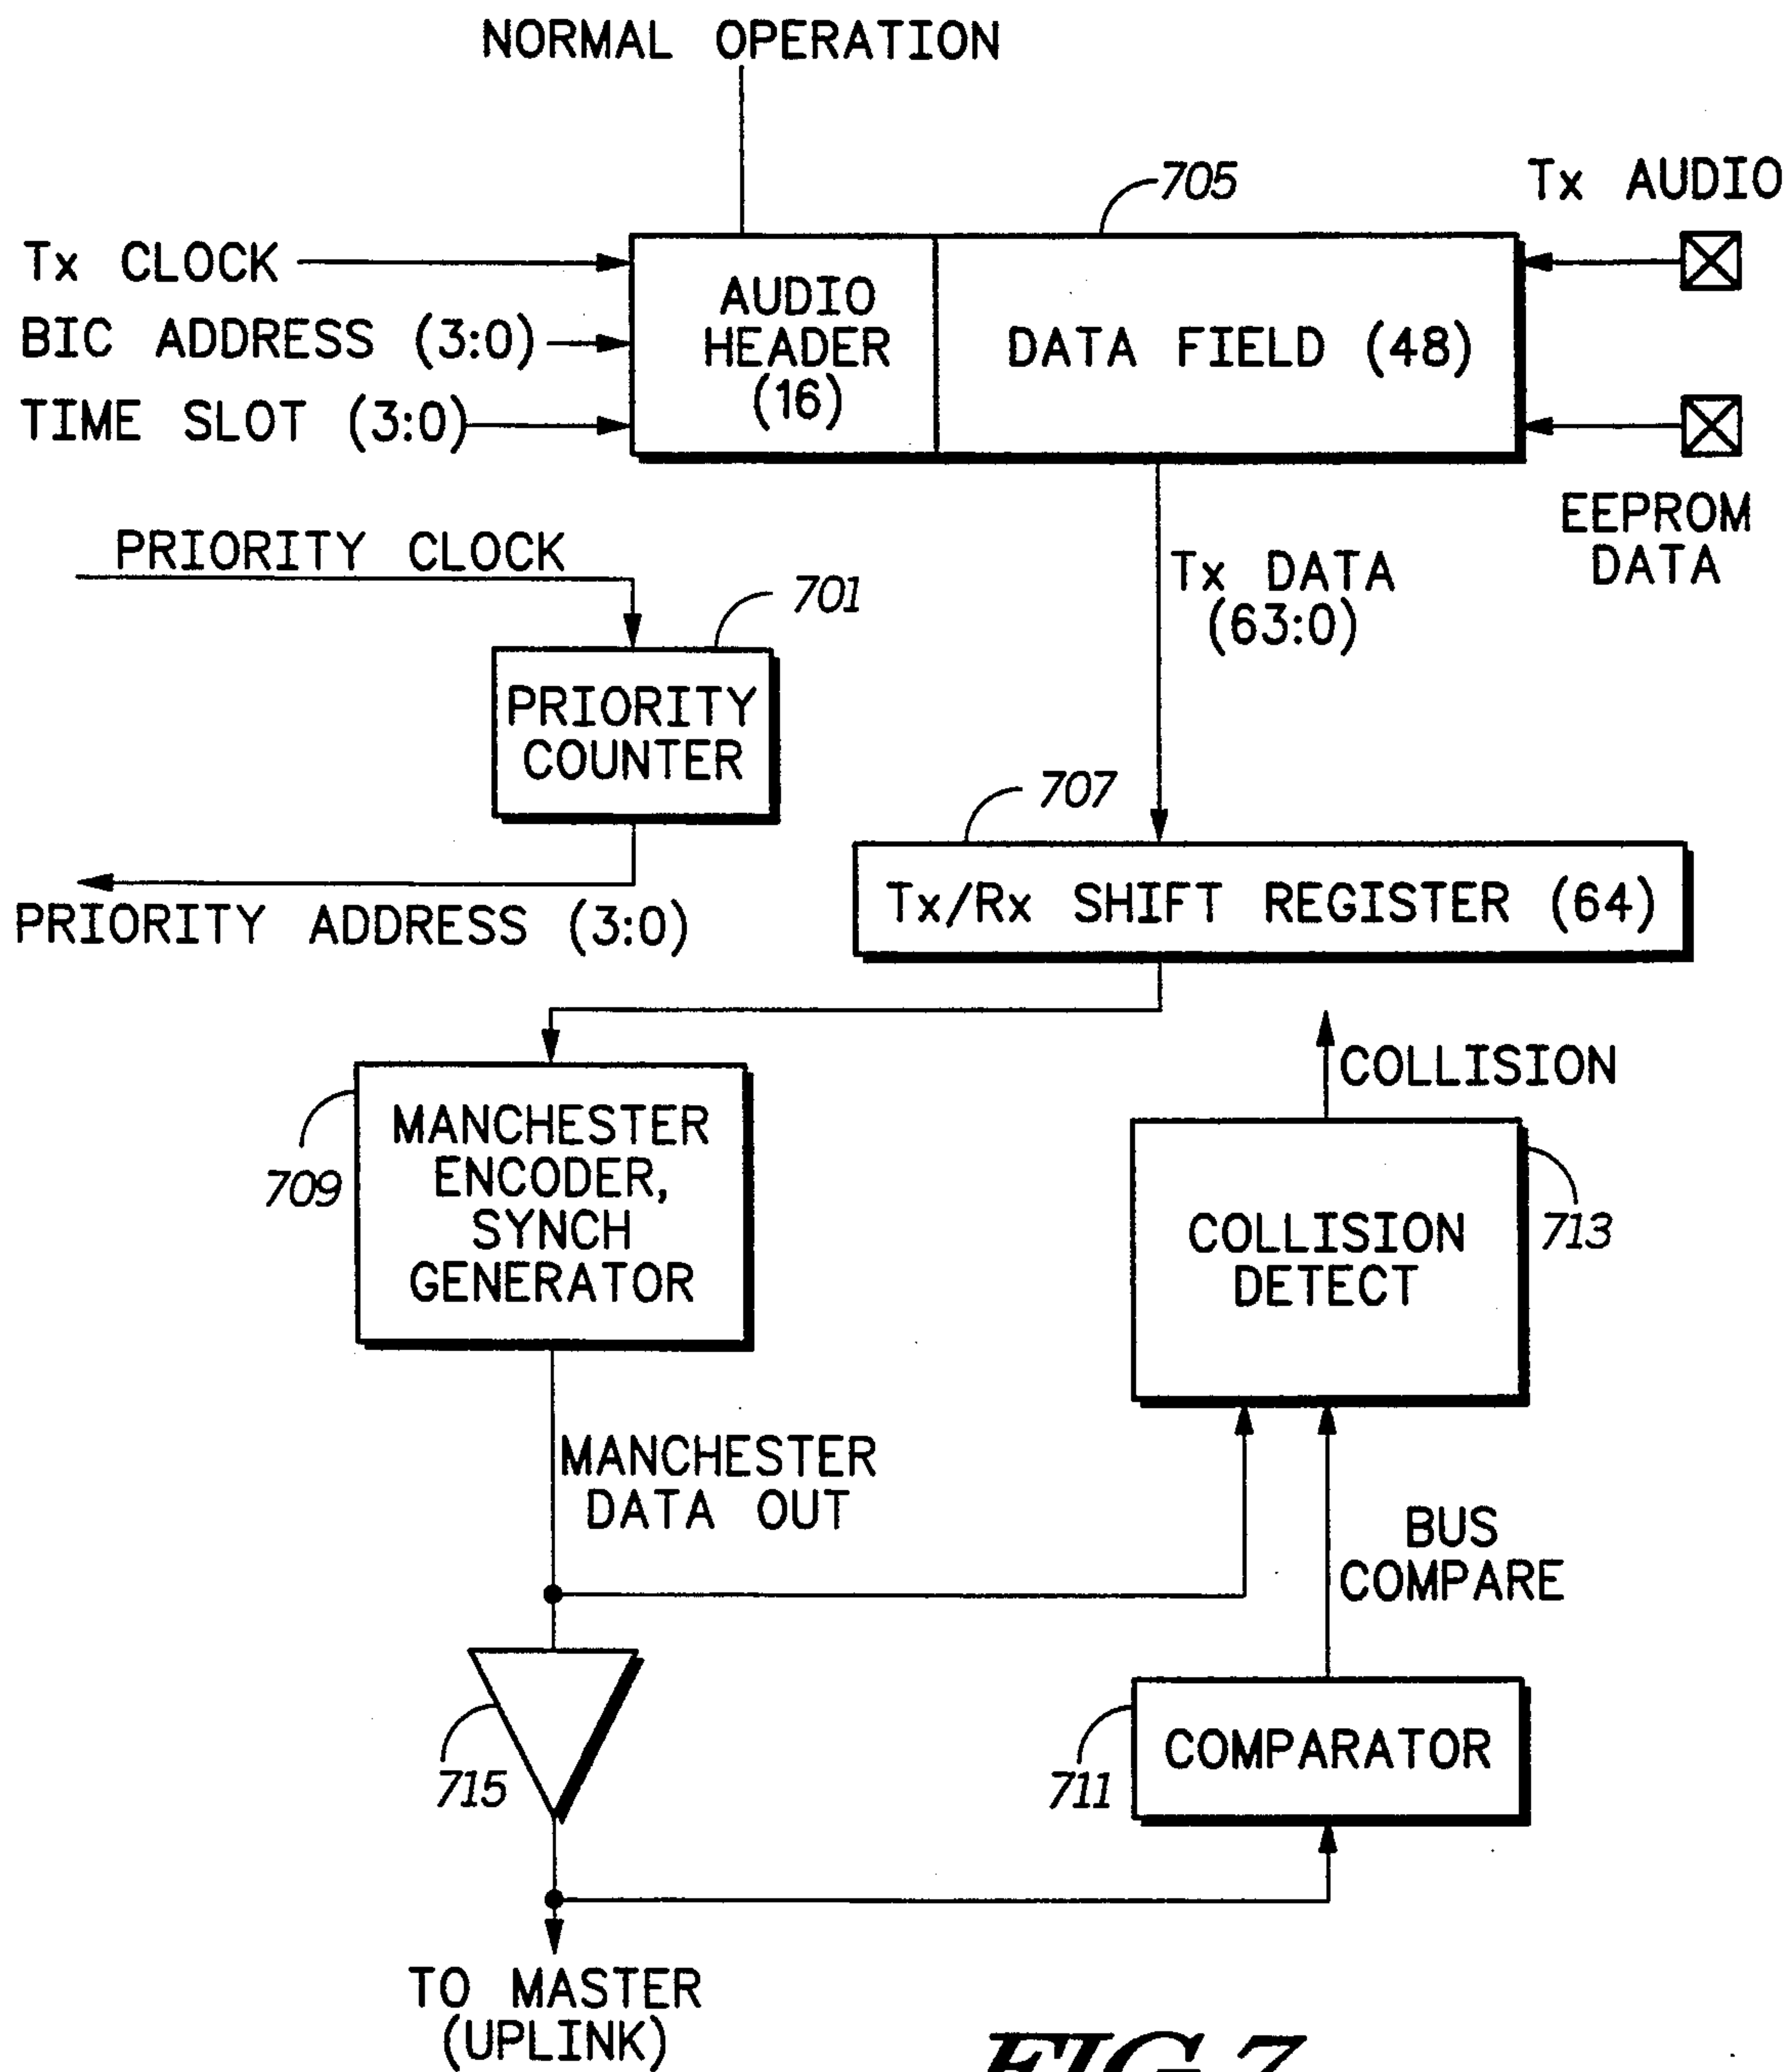 NORMAL OPERATION
705
Tx AUDIO
Tx CLOCK
BIC ADDRESS (3:0)
TIME SLOT (3:0)
AUDIO
HEADER
(16)
DATA FIELD (48)
EEPROM
DATA
PRIORITY CLOCK
701
Tx DATA
(63:0)
PRIORITY
COUNTER
707
PRIORITY ADDRESS (3:0)
Tx/Rx SHIFT REGISTER (64)
COLLISION
709
MANCHESTER
ENCODER,
SYNCH
GENERATOR
COLLISION
DETECT
713
MANCHESTER
DATA OUT
BUS
COMPARE
715
711
COMPARATOR
TO MASTER
(UPLINK)
FIG.7